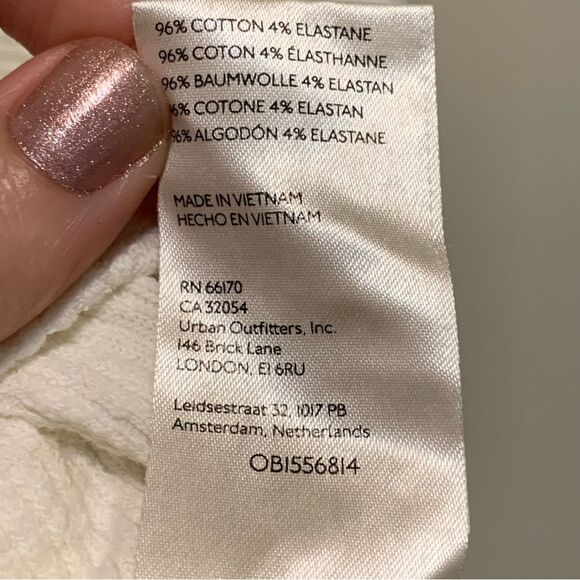 96% COTTON 4% ELASTANE
96% COTON 4% ÉLASTHANNE
96% BAUMWOLLE 4% ELASTAN
96% COTONE 4% ELASTAN
96% ALGODÓN 4% ELASTANE
MADE IN VIETNAM
HECHO EN VIETNAM
RN 66170
CA 32054
Urban Outfitters, Inc.
146 Brick Lane
LONDON, E1 6RU
Leidsestraat 32, 1017 PB
Amsterdam, Netherlands
OB1556814